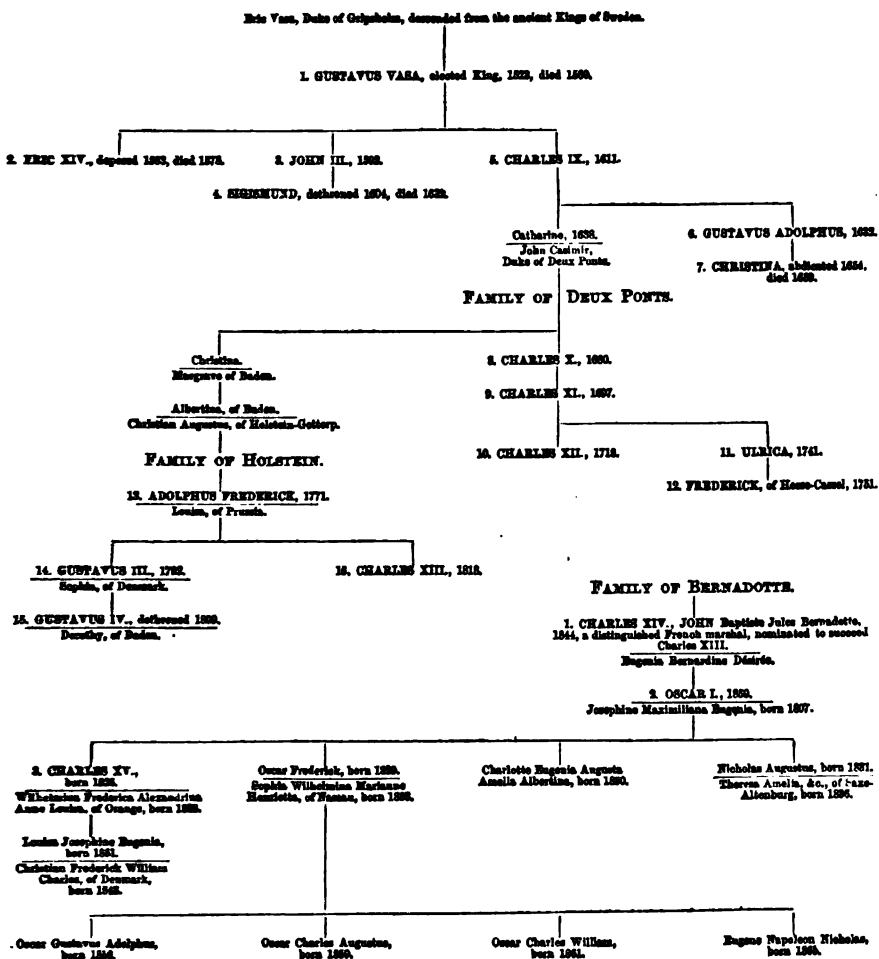 Eric Vasa, Duke of Gripsholm, descended from the ancient Kings of Sweden.
1. GUSTAVUS VASA, elected King, 1523, died 1560.
2. ERIC XIV., deposed died
3. JOHN III.,
5. CHARLES IX., 1611.
4. SIGISMUND, dethroned 1604, died 1632.
Catharine, 1638.
John Casimir,
Duke of Deux Ponts.
6. GUSTAVUS ADOLPHUS,
7. CHRISTINA, abdicated 1654,
died
FAMILY OF DEUX PONTS.
Christina.
Margrave of Baden.
8. CHARLES X., 1660.
9. CHARLES XI., 1697.
Albertina, of Baden.
Christian Augustus, of Holstein-Gottorp.
10. CHARLES XII., 1718.
11. ULRICA, 1741.
12. FREDERICK, of Hesse-Cassel, 1751.
FAMILY OF HOLSTEIN.
13. ADOLPHUS FREDERICK, 1771.
Louisa, of Prussia.
14. GUSTAVUS III., 1792.
Sophia, of Denmark.
16. CHARLES XIII., 1818.
15. GUSTAVUS IV., dethroned 1809.
Dorothy, of Baden.
FAMILY OF BERNADOTTE.
1. CHARLES XIV., JOHN Baptiste Jules Bernadotte,
1844, a distinguished French marshal, nominated to succeed
Charles XIII.
Eugenia Bernardine Désirée.
2. OSCAR I., 1859.
Josephine Maximiliana Eugenia, born 1807.
3. CHARLES XV.,
born 1826.
Wilhelmina Frederica Alexandrina
Anne Louisa, of Orange, born
Oscar Frederick, born 1829.
Sophia Wilhelmina Marianne
Henrietta, of Nassau, born
Charlotte Eugenia Augusta
Amelia Albertina, born 1830.
Nicholas Augustus, born 1831.
Theresa Amelia, &c., of Saxe-
Altenburg, born 1836.
Louisa Josephine Eugenia,
born 1851.
Christian Frederick William
Charles, of Denmark,
born 1843.
Oscar Gustavus Adolphus,
born
Oscar Charles Augustus,
born 1859.
Oscar Charles William,
born 1861.
Eugene Napoleon Nicholas,
born 1865.